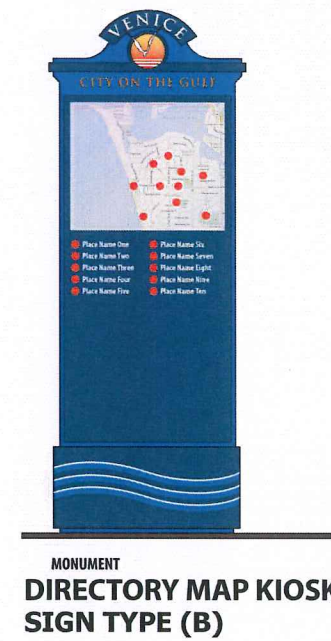 VENICE
CITY ON THE GULF
Place Name One
Place Name Two
Place Name Three
Place Name Four
Place Name Five
Place Name Six
Place Name Seven
Place Name Eight
Place Name Nine
Place Name Ten
MONUMENT
DIRECTORY MAP KIOSK
SIGN TYPE (B)